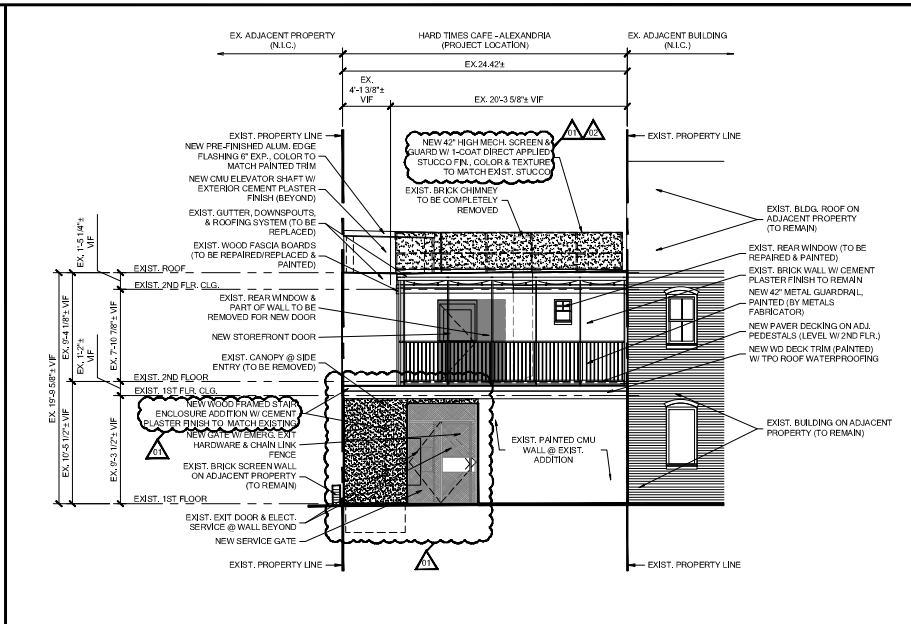 EX. ADJACENT PROPERTY
(N.I.C.)
HARD TIMES CAFE - ALEXANDRIA
(PROJECT LOCATION)
EX. ADJACENT BUILDING
(N.I.C.)
EX.24.42'±
EX.
4'-1 3/8"±
VIF
EX. 20'-3 5/8"± VIF
EXIST. PROPERTY LINE
NEW PRE-FINISHED ALUM. EDGE
FLASHING 6" EXP., COLOR TO
MATCH PAINTED TRIM
NEW CMU ELEVATOR SHAFT W/
EXTERIOR CEMENT PLASTER
FINISH (BEYOND)
EXIST. GUTTER, DOWNSPOUTS,
& ROOFING SYSTEM (TO BE
REPLACED)
EXIST. WOOD FASCIA BOARDS
(TO BE REPAIRED/REPLACED &
PAINTED)
01
02
NEW 42" HIGH MECH. SCREEN &
GUARD W/ 1-COAT DIRECT APPLIED
STUCCO FIN., COLOR & TEXTURE
TO MATCH EXIST. STUCCO
EXIST. BRICK CHIMNEY
TO BE COMPLETELY
REMOVED
EXIST. PROPERTY LINE
EXIST. BLDG. ROOF ON
ADJACENT PROPERTY
(TO REMAIN)
EXIST. REAR WINDOW (TO BE
REPAIRED & PAINTED)
EXIST. BRICK WALL W/ CEMENT
PLASTER FINISH TO REMAIN
NEW 42" METAL GUARDRAIL,
PAINTED (BY METALS
FABRICATOR)
NEW PAVER DECKING ON ADJ.
PEDESTALS (LEVEL W/ 2ND FLR.)
NEW WD DECK TRIM (PAINTED)
W/ TPO ROOF WATERPROOFING
EXIST. BUILDING ON ADJACENT
PROPERTY (TO REMAIN)
EX. 1'-5 1/4"±
VIF
EXIST. ROOF
EXIST. 2ND FLR. CLG.
EX. 19'-9 5/8"± VIF
EX. 9'-4 1/8"± VIF
EX. 7'-10 7/8"± VIF
EXIST. REAR WINDOW &
PART OF WALL TO BE
REMOVED FOR NEW DOOR
NEW STOREFRONT DOOR
EXIST. CANOPY @ SIDE
ENTRY (TO BE REMOVED)
EX. 1'-2"±
VIF
EXIST. 2ND FLOOR
EXIST. 1ST FLR. CLG.
NEW WOOD FRAMED STAIR
ENCLOSURE ADDITION W/ CEMENT
PLASTER FINISH TO MATCH EXISTING
01
EX. 10'-5 1/2"± VIF
EX. 9'-3 1/2"± VIF
NEW GATE W/ EMERG. EXIT
HARDWARE & CHAIN LINK
FENCE
EXIST. BRICK SCREEN WALL
ON ADJACENT PROPERTY
(TO REMAIN)
EXIST. 1ST FLOOR
EXIST. EXIT DOOR & ELECT.
SERVICE @ WALL BEYOND
NEW SERVICE GATE
EXIST. PAINTED CMU
WALL @ EXIST.
ADDITION
01
EXIST. PROPERTY LINE
EXIST. PROPERTY LINE